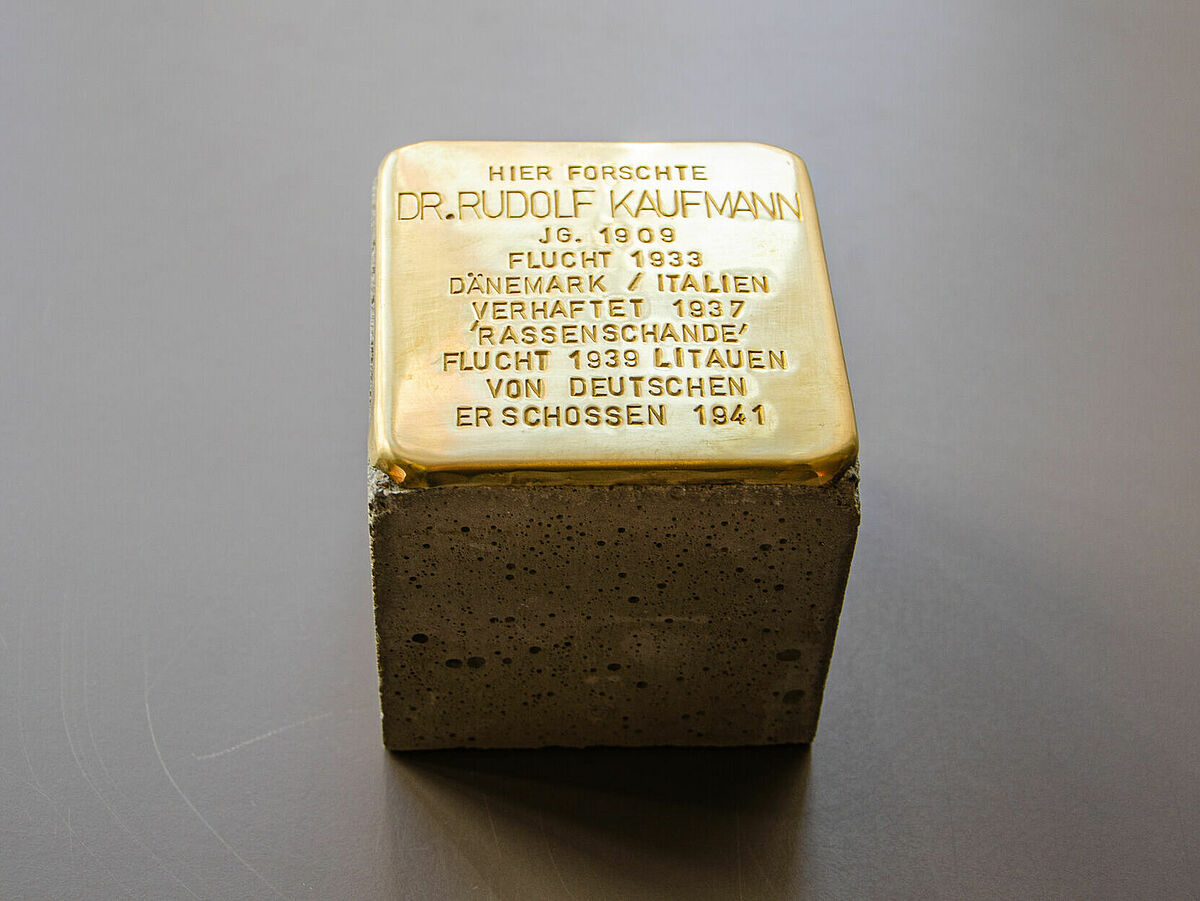 HIER FORSCHTE
DR. RUDOLF KAUFMANN
JG. 1909
FLUCHT 1933
DÄNEMARK / ITALIEN
VERHAFTET 1937
'RASSENSCHANDE'
FLUCHT 1939 LITAUEN
VON DEUTSCHEN
ERSCHOSSEN 1941